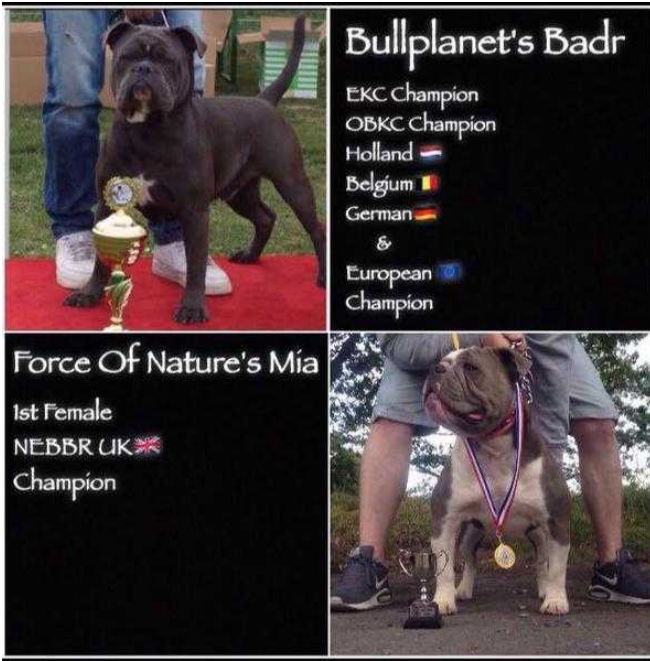 Bullplanet's Badr
EKC Champion
OBKC Champion
Holland 🇳🇱
Belgium 🇧🇪
German 🇩🇪
&
European 🇪🇺
Champion
Force Of Nature's Mia
1st Female
NEBBR UK 🇬🇧
Champion